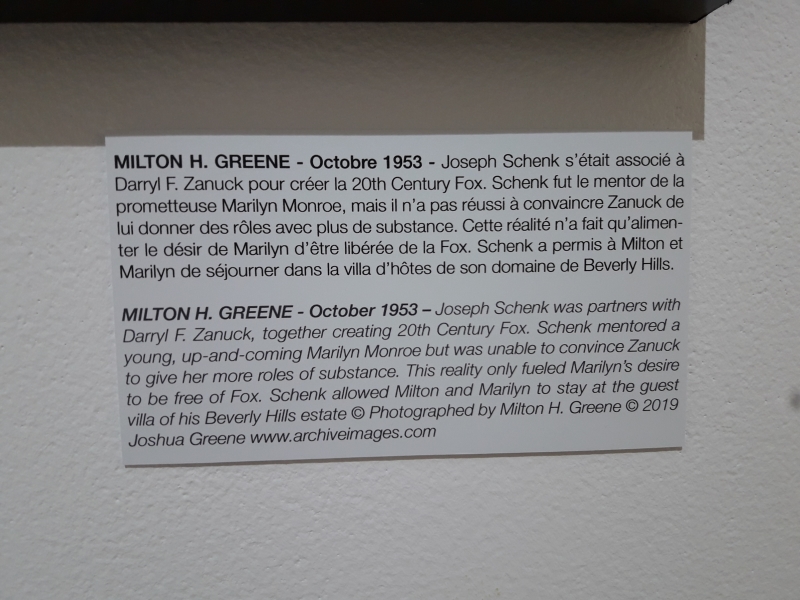 MILTON H. GREENE - Octobre 1953 - Joseph Schenk s'était associé à
Darryl F. Zanuck pour créer la 20th Century Fox. Schenk fut le mentor de la
prometteuse Marilyn Monroe, mais il n'a pas réussi à convaincre Zanuck de
lui donner des rôles avec plus de substance. Cette réalité n'a fait qu'alimen-
ter le désir de Marilyn d'être libérée de la Fox. Schenk a permis à Milton et
Marilyn de séjourner dans la villa d'hôtes de son domaine de Beverly Hills.
MILTON H. GREENE - October 1953 – Joseph Schenk was partners with
Darryl F. Zanuck, together creating 20th Century Fox. Schenk mentored a
young, up-and-coming Marilyn Monroe but was unable to convince Zanuck
to give her more roles of substance. This reality only fueled Marilyn's desire
to be free of Fox. Schenk allowed Milton and Marilyn to stay at the guest
villa of his Beverly Hills estate © Photographed by Milton H. Greene © 2019
Joshua Greene www.archiveimages.com